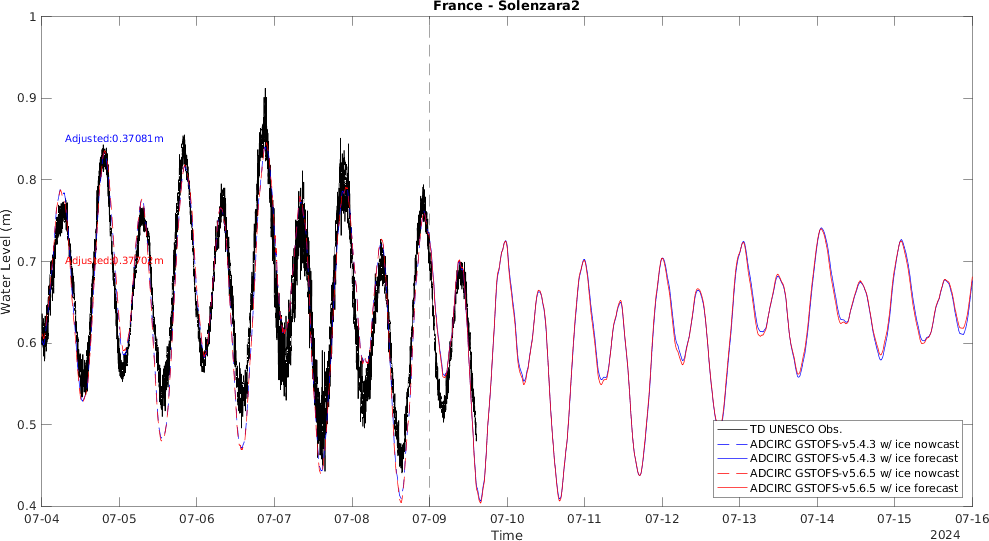 France - Solenzara2
1
0.9
0.8
0.7
0.6
0.5
0.4
Water Level (m)
Adjusted:0.37081m
07-04
07-05
07-06
07-07
07-08
07-09
07-10
07-11
07-12
07-13
07-14
07-15
07-16
Time
2024
TD UNESCO Obs.
ADCIRC GSTOFS-v5.4.3 w/ ice nowcast
ADCIRC GSTOFS-v5.4.3 w/ ice forecast
ADCIRC GSTOFS-v5.6.5 w/ ice nowcast
ADCIRC GSTOFS-v5.6.5 w/ ice forecast